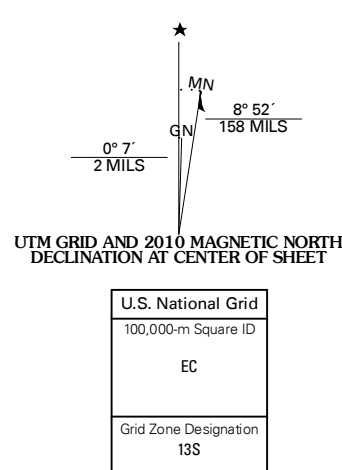 ★
MN
8° 52´
158 MILS
GN
0° 7´
2 MILS
UTM GRID AND 2010 MAGNETIC NORTH
DECLINATION AT CENTER OF SHEET
U.S. National Grid
100,000-m Square ID
EC
Grid Zone Designation
13S